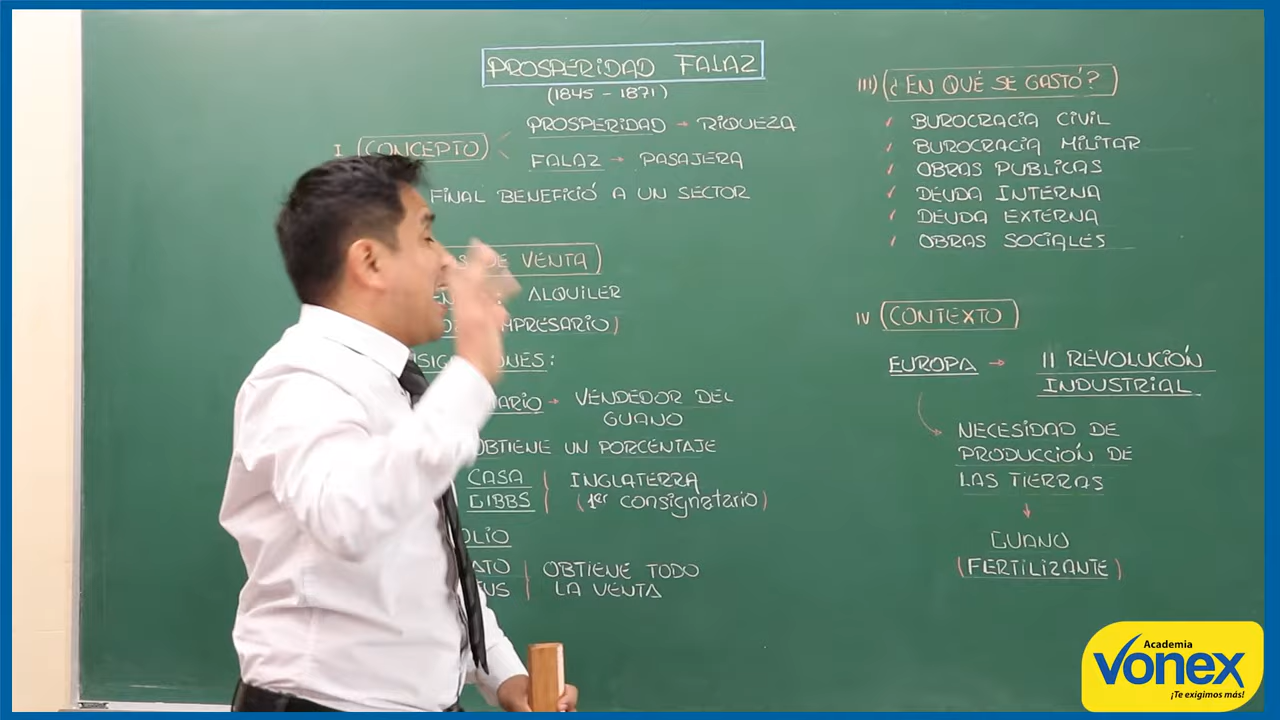 PROSPERIDAD FALAZ
(1845 - 1871)
I. CONCEPTO
PROSPERIDAD → RIQUEZA
FALAZ → PASAJERA
FINAL BENEFICIÓ A UN SECTOR
DE VENTA
: ALQUILER
EMPRESARIO)
:
VENDEDOR DEL
GUANO
OBTIENE UN PORCENTAJE
CASA
GIBBS
INGLATERRA
(1er consignatario)
OBTIENE TODO
LA VENTA
III) ¿EN QUÉ SE GASTÓ?
✓ BUROCRACIA CIVIL
✓ BUROCRACIA MILITAR
✓ OBRAS PUBLICAS
✓ DEUDA INTERNA
✓ DEUDA EXTERNA
✓ OBRAS SOCIALES
IV CONTEXTO
EUROPA → II REVOLUCIÓN
INDUSTRIAL
NECESIDAD DE
PRODUCCIÓN DE
LAS TIERRAS
↓
GUANO
(FERTILIZANTE)
Academia
Vonex
¡Te exigimos más!